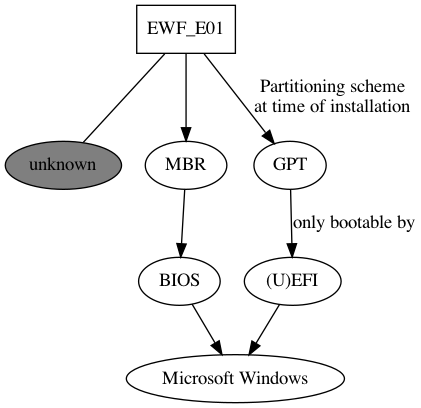 EWF_E01
Partitioning scheme
at time of installation
unknown
MBR
GPT
only bootable by
BIOS
(U)EFI
Microsoft Windows